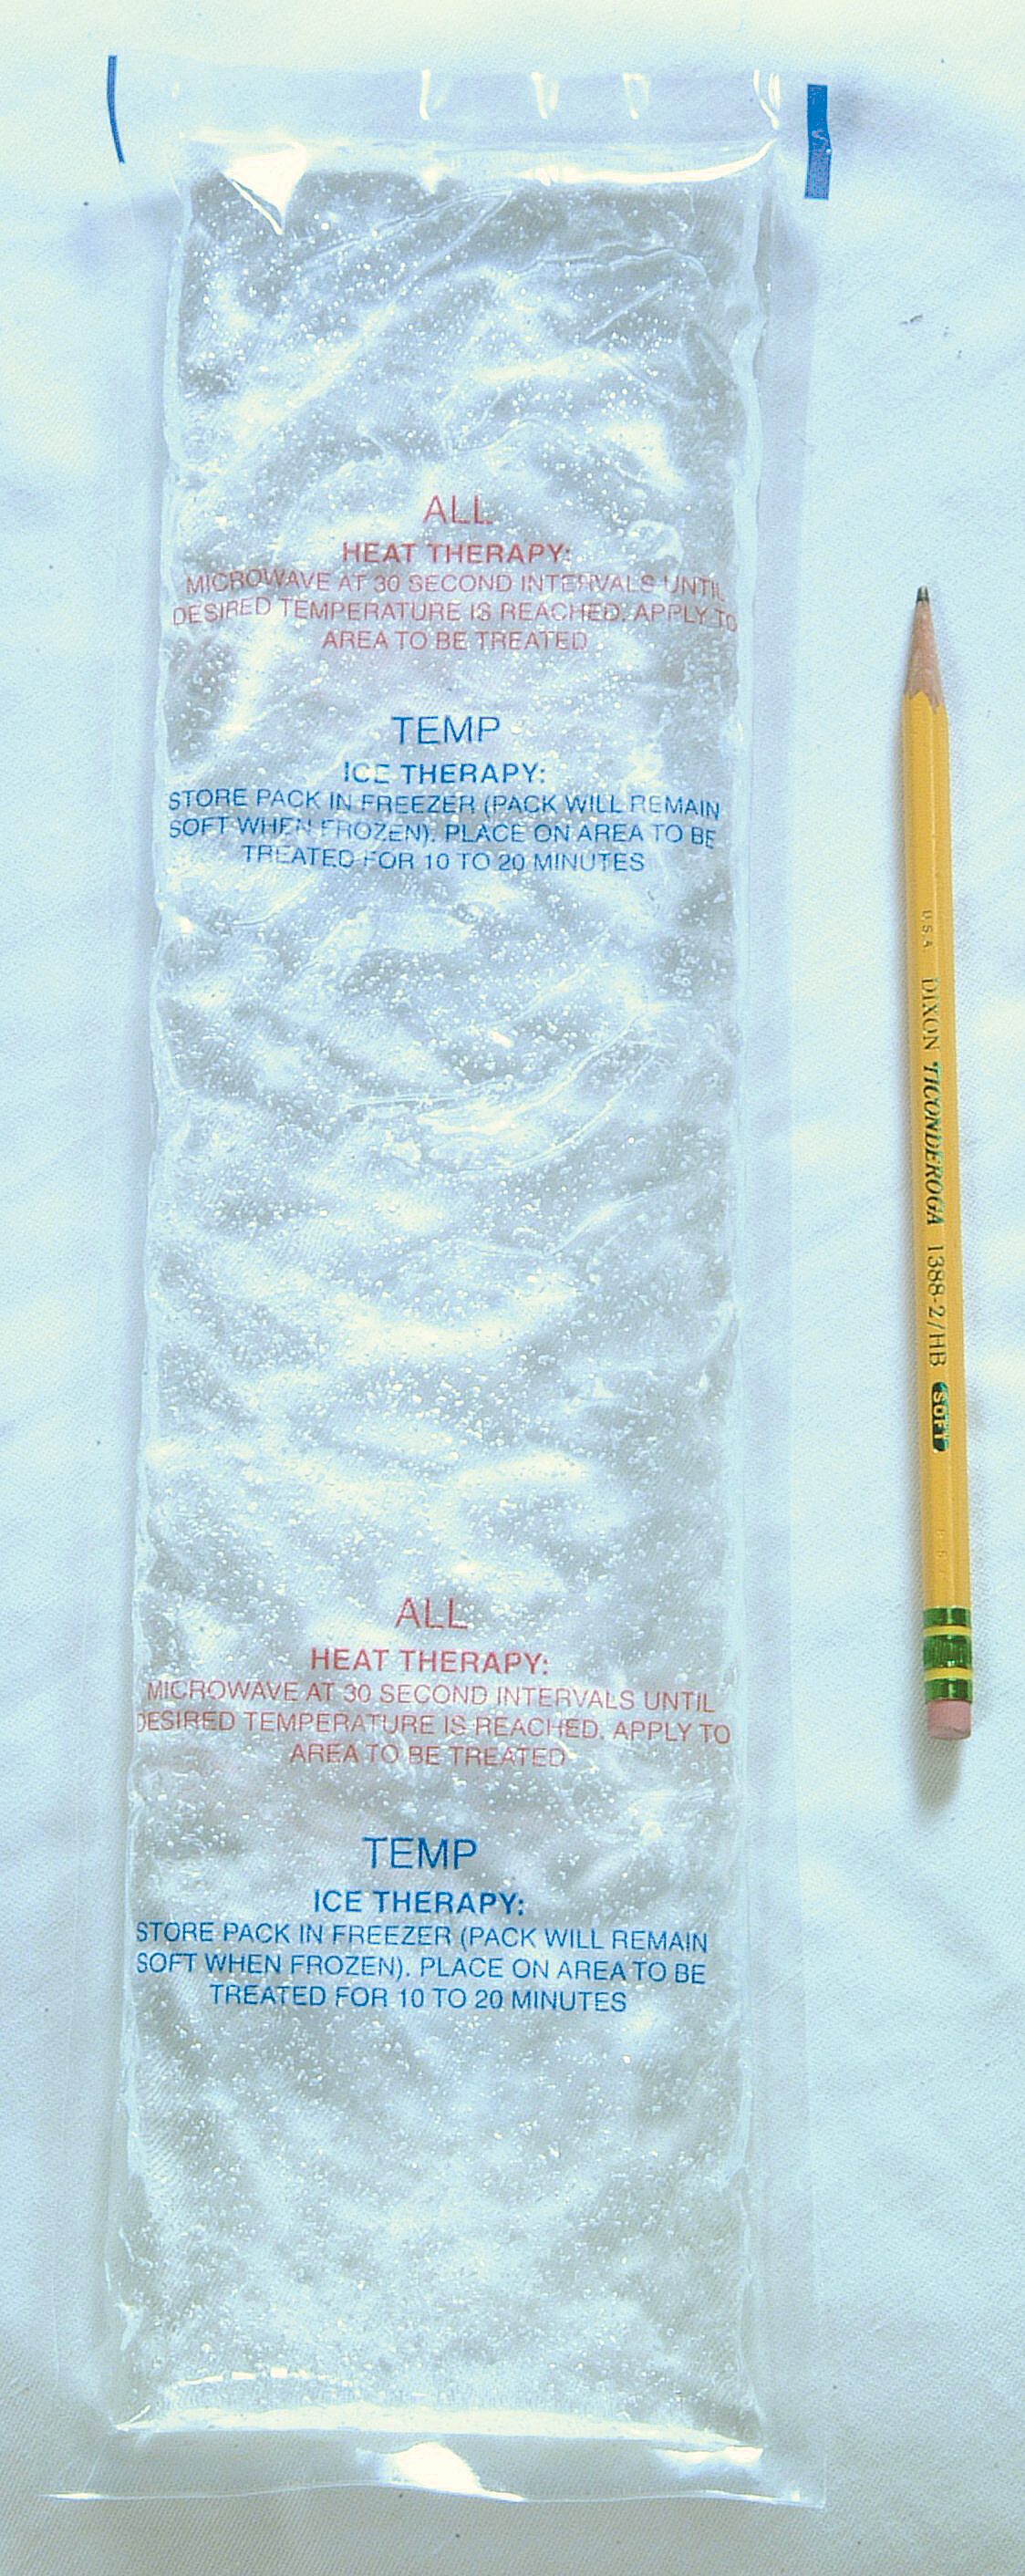 ALL
HEAT THERAPY:
MICROWAVE AT 30 SECOND INTERVALS UNTIL
DESIRED TEMPERATURE IS REACHED. APPLY TO
AREA TO BE TREATED
TEMP
ICE THERAPY:
STORE PACK IN FREEZER (PACK WILL REMAIN
SOFT WHEN FROZEN). PLACE ON AREA TO BE
TREATED FOR 10 TO 20 MINUTES
ALL
HEAT THERAPY:
MICROWAVE AT 30 SECOND INTERVALS UNTIL
DESIRED TEMPERATURE IS REACHED. APPLY TO
AREA TO BE TREATED
TEMP
ICE THERAPY:
STORE PACK IN FREEZER (PACK WILL REMAIN
SOFT WHEN FROZEN). PLACE ON AREA TO BE
TREATED FOR 10 TO 20 MINUTES
U.S.A. DIXON TICONDEROGA 1388-2/HB SOFT